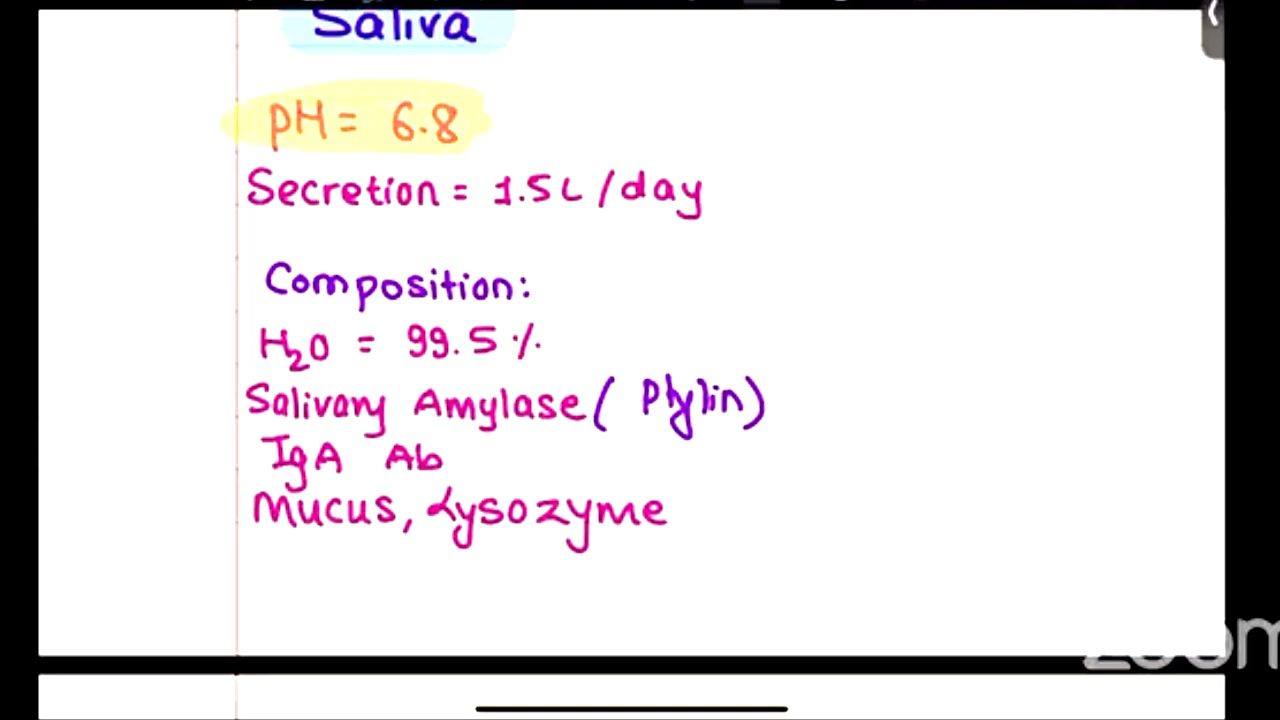 Saliva
pH = 6.8
Secretion = 1.5L/day
Composition:
H₂O = 99.5 %
Salivary Amylase ( Ptylin)
IgA Ab
Mucus, Lysozyme
zoom